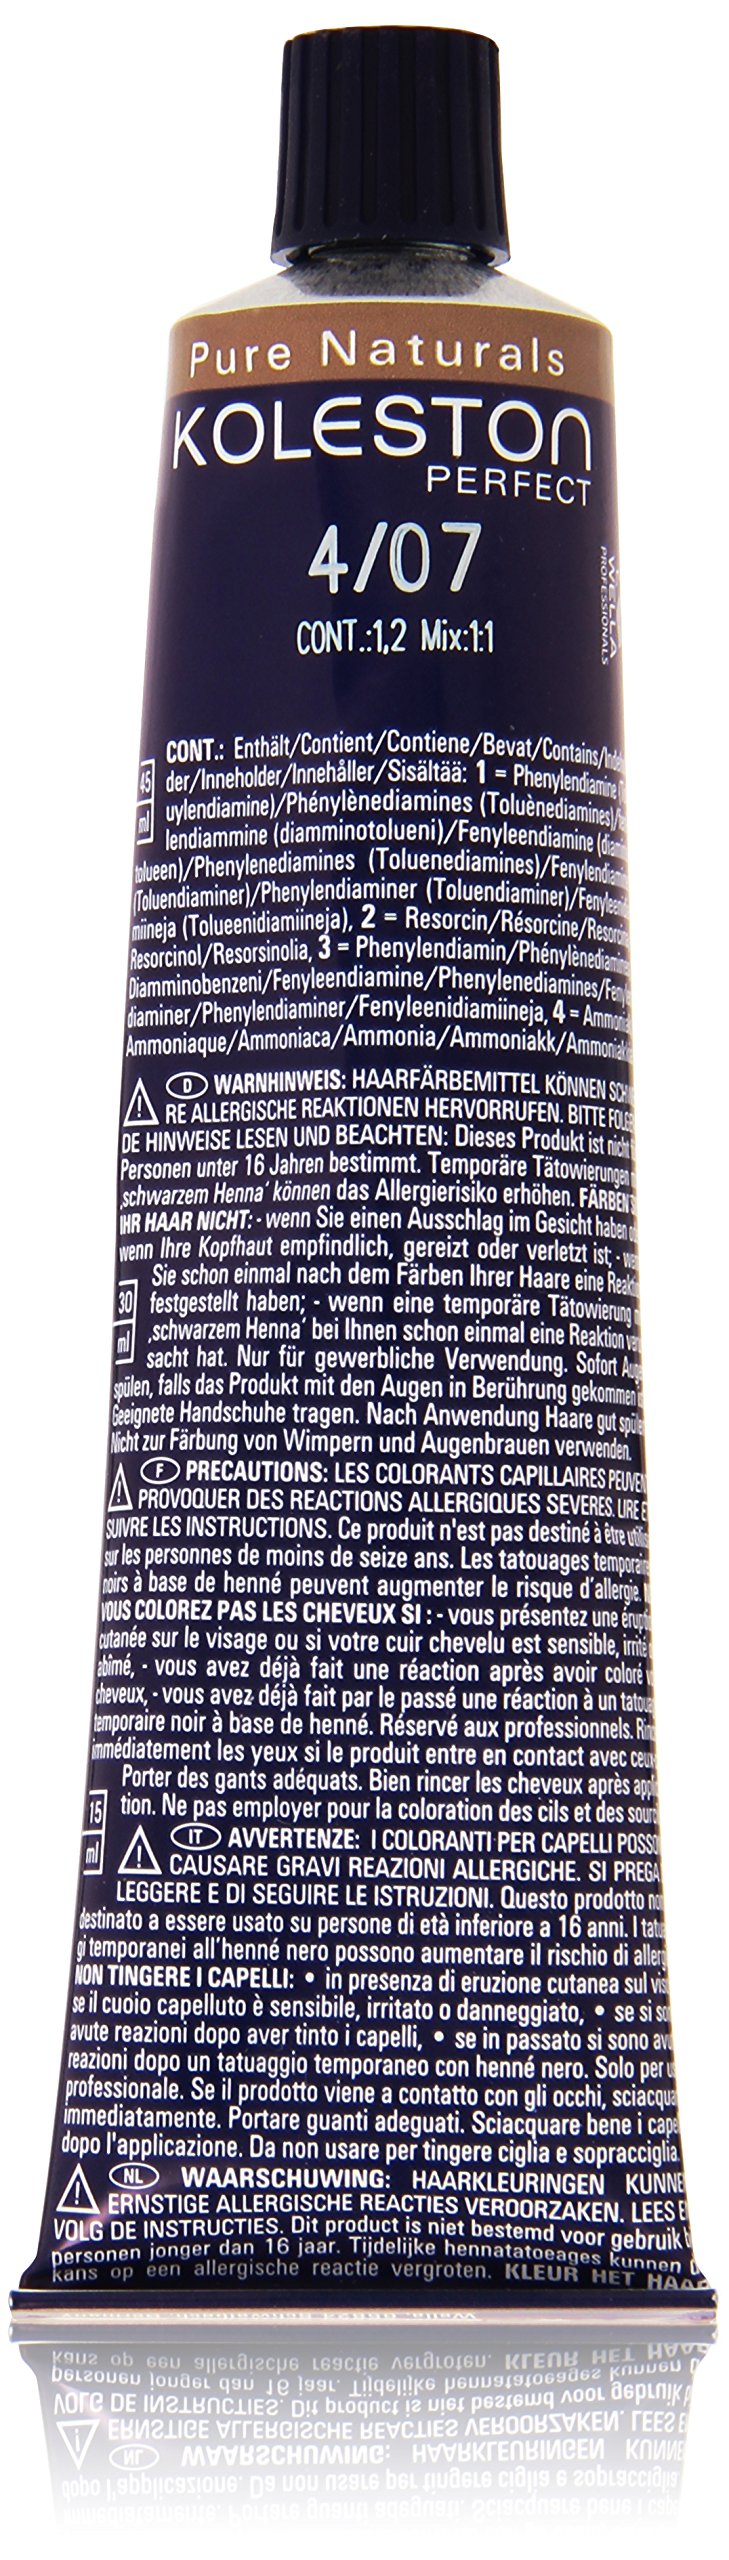 Pure Naturals
KOLESTON
PERFECT
4/07
CONT.:1,2 Mix:1:1
WELLA
PROFESSIONALS
CONT.: Enthält/Contient/Contiene/Bevat/Contains/
der/Inneholder/Innehåller/Sisältää: 1 = Phenylendiamine
45
ml
uylendiamine)/Phénylènediamines (Toluènediamines)/
lendiammine (diamminotolueni)/Fenyleendiamine
tolueen)/Phenylenediamines (Toluenediamines)/
(Toluendiaminer)/Phenylendiaminer (Toluendiaminer)/
miineja (Tolueenidiamiineja), 2 = Resorcin/Résorcine/
Resorcinol/Resorsinolia, 3 = Phenylendiamin/
Diamminobenzeni/Fenyleendiamine/Phenylenediamines/
diaminer/Phenylendiaminer/Fenyleenidiamiineja, 4 =
Ammoniaque/Ammoniaca/Ammonia/Ammoniakk/
D WARNHINWEIS: HAARFÄRBEMITTEL KÖNNEN
RE ALLERGISCHE REAKTIONEN HERVORRUFEN. BITTE
DE HINWEISE LESEN UND BEACHTEN: Dieses Produkt ist nicht
Personen unter 16 Jahren bestimmt. Temporäre Tätowierungen
‚schwarzem Henna‘ können das Allergierisiko erhöhen. FÄRBEN
IHR HAAR NICHT: - wenn Sie einen Ausschlag im Gesicht haben
wenn Ihre Kopfhaut empfindlich, gereizt oder verletzt ist; -
Sie schon einmal nach dem Färben Ihrer Haare eine
30
ml
festgestellt haben; - wenn eine temporäre Tätowierung
‚schwarzem Henna‘ bei Ihnen schon einmal eine Reaktion
sacht hat. Nur für gewerbliche Verwendung. Sofort
spülen, falls das Produkt mit den Augen in Berührung gekommen
Geeignete Handschuhe tragen. Nach Anwendung Haare gut
Nicht zur Färbung von Wimpern und Augenbrauen verwenden.
F PRECAUTIONS: LES COLORANTS CAPILLAIRES PEUVENT
PROVOQUER DES REACTIONS ALLERGIQUES SEVERES. LIRE
SUIVRE LES INSTRUCTIONS. Ce produit n'est pas destiné à être
sur les personnes de moins de seize ans. Les tatouages
noirs à base de henné peuvent augmenter le risque d'allergie.
VOUS COLOREZ PAS LES CHEVEUX SI : - vous présentez une
cutanée sur le visage ou si votre cuir chevelu est sensible,
abîmé, - vous avez déjà fait une réaction après avoir coloré
cheveux, - vous avez déjà fait par le passé une réaction à un
temporaire noir à base de henné. Réservé aux professionnels.
immédiatement les yeux si le produit entre en contact avec
Porter des gants adéquats. Bien rincer les cheveux après
15
ml
tion. Ne pas employer pour la coloration des cils et des
IT AVVERTENZE: I COLORANTI PER CAPELLI
CAUSARE GRAVI REAZIONI ALLERGICHE. SI PREGA
LEGGERE E DI SEGUIRE LE ISTRUZIONI. Questo prodotto
destinato a essere usato su persone di età inferiore a 16 anni. I
gi temporanei all'henné nero possono aumentare il rischio di
NON TINGERE I CAPELLI: • in presenza di eruzione cutanea sul
se il cuoio capelluto è sensibile, irritato o danneggiato, • se si
avute reazioni dopo aver tinto i capelli, • se in passato si sono
reazioni dopo un tatuaggio temporaneo con henné nero. Solo per
professionale. Se il prodotto viene a contatto con gli occhi,
immediatamente. Portare guanti adeguati. Sciacquare bene i
dopo l'applicazione. Da non usare per tingere ciglia e sopracciglia.
NL WAARSCHUWING: HAARKLEURINGEN
ERNSTIGE ALLERGISCHE REACTIES VEROORZAKEN. LEES
VOLG DE INSTRUCTIES. Dit product is niet bestemd voor gebruik
personen jonger dan 16 jaar. Tijdelijke hennatatoeages kunnen
kans op een allergische reactie vergroten. KLEUR HET